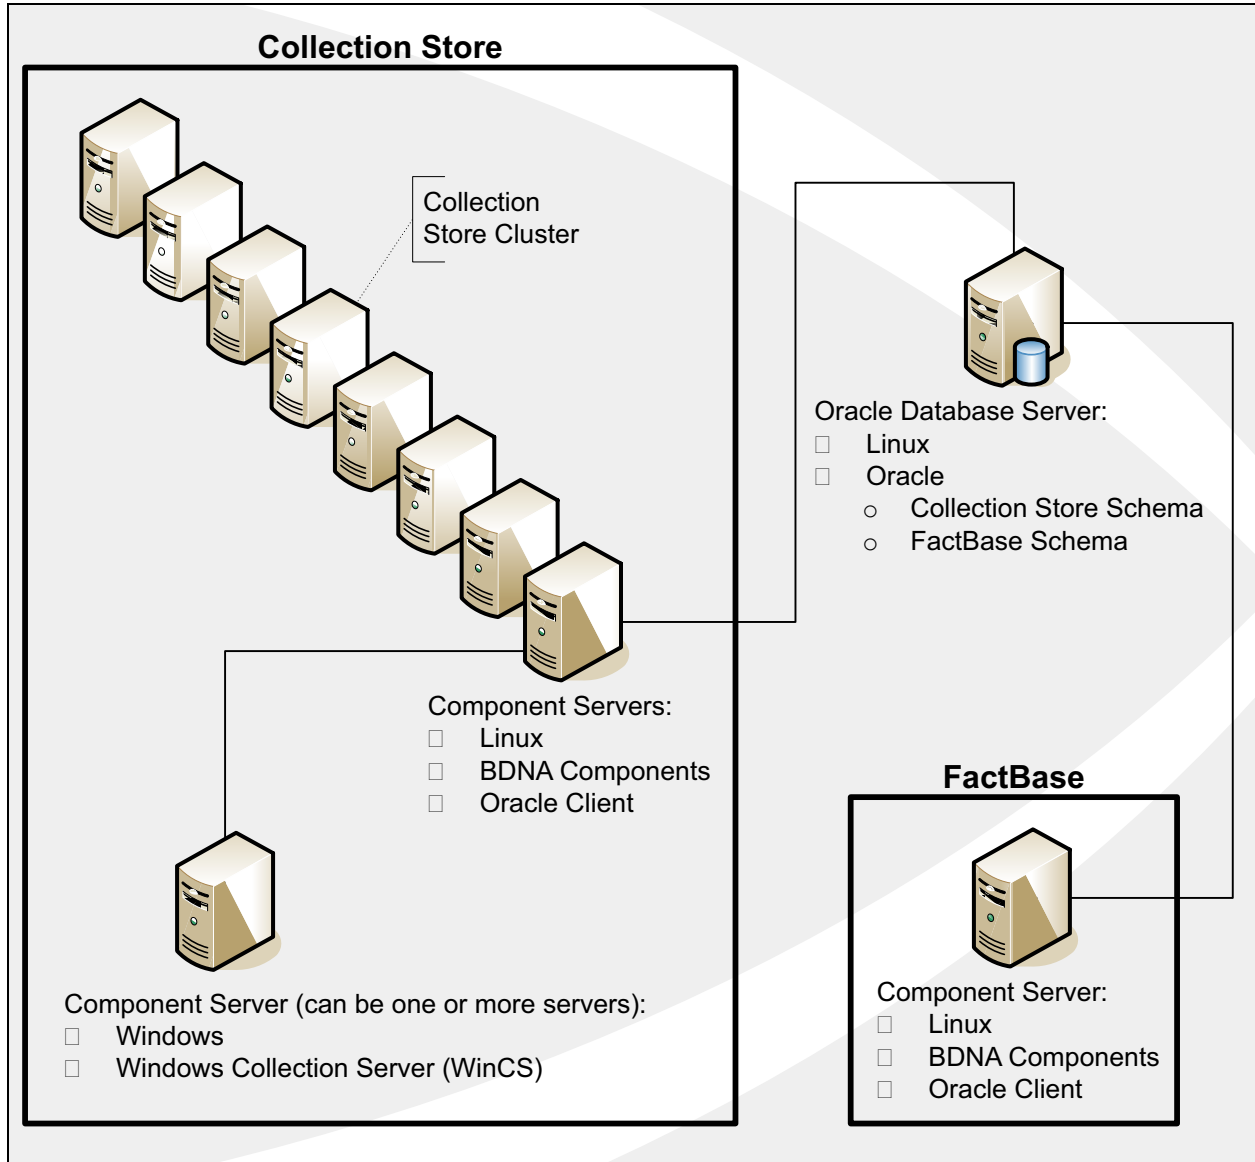 Collection Store
Collection
Store Cluster
Oracle Database Server:
Linux
Oracle
o Collection Store Schema
o FactBase Schema
Component Servers:
Linux
BDNA Components
Oracle Client
Component Server (can be one or more servers):
Windows
Windows Collection Server (WinCS)
FactBase
Component Server:
Linux
BDNA Components
Oracle Client